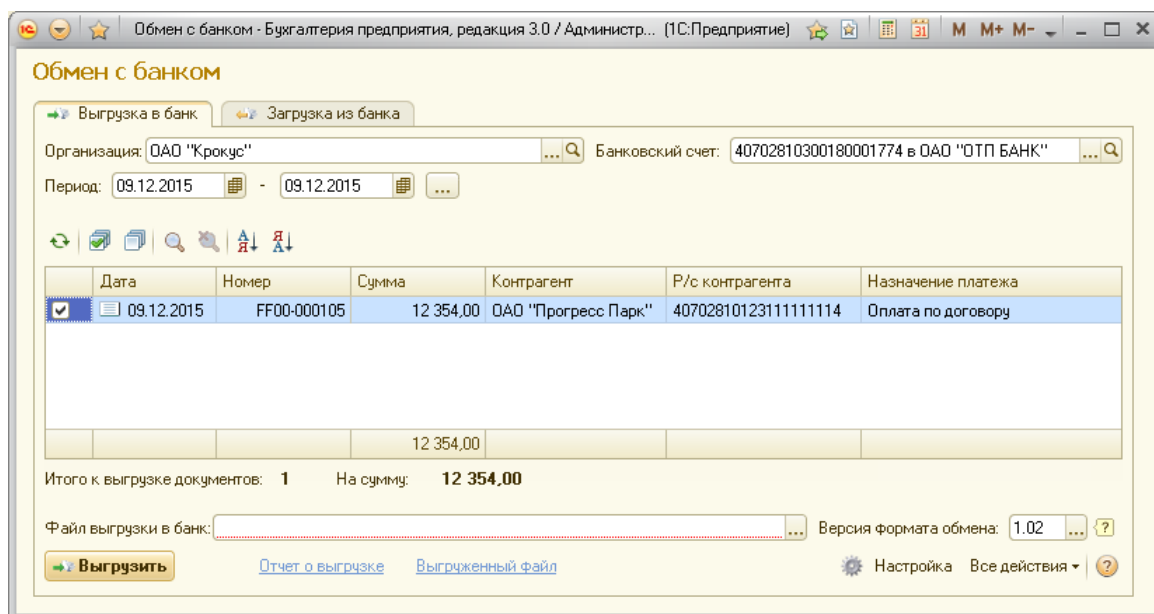 1С Обмен с банком - Бухгалтерия предприятия, редакция 3.0 / Администр... (1С:Предприятие) 31 M M+ M-
Обмен с банком
Выгрузка в банк Загрузка из банка
Организация: ОАО "Крокус" ... Банковский счет: 40702810300180001774 в ОАО "ОТП БАНК" ...
Период: 09.12.2015 - 09.12.2015 ...
А Я Я А
Дата Номер Сумма Контрагент Р/с контрагента Назначение платежа
09.12.2015 FF00-000105 12 354,00 ОАО "Прогресс Парк" 40702810123111111114 Оплата по договору
12 354,00
Итого к выгрузке документов: 1 На сумму: 12 354,00
Файл выгрузки в банк: ... Версия формата обмена: 1.02 ... ?
Выгрузить Отчет о выгрузке Выгруженный файл Настройка Все действия ?